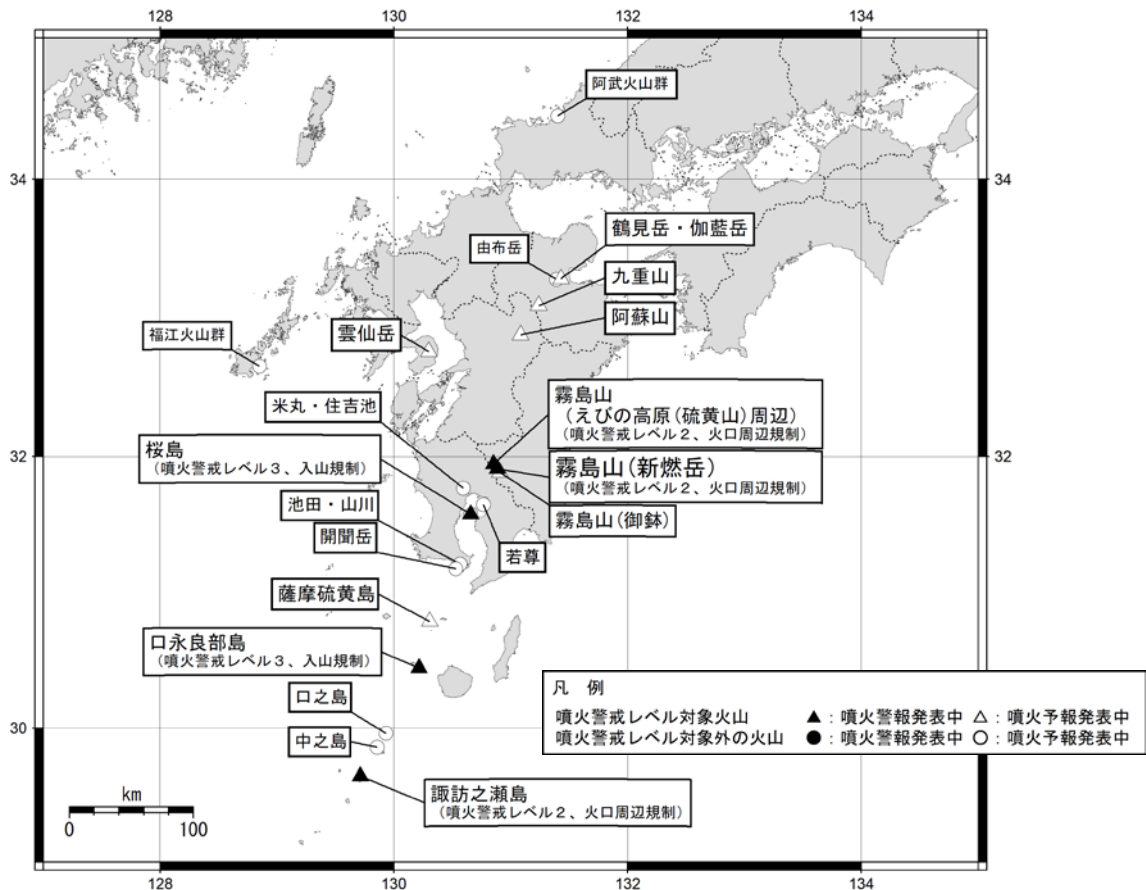 128
130
132
134
阿武火山群
34
34
鶴見岳・伽藍岳
由布岳
九重山
阿蘇山
福江火山群
雲仙岳
霧島山
(えびの高原(硫黄山)周辺)
(噴火警戒レベル2、火口周辺規制)
米丸・住吉池
桜島
(噴火警戒レベル3、入山規制)
32
32
霧島山(新燃岳)
(噴火警戒レベル2、火口周辺規制)
池田・山川
霧島山(御鉢)
開聞岳
若尊
薩摩硫黄島
口永良部島
(噴火警戒レベル3、入山規制)
口之島
30
中之島
凡 例
噴火警戒レベル対象火山 ▲:噴火警報発表中 △:噴火予報発表中
噴火警戒レベル対象外の火山 ●:噴火警報発表中 ○:噴火予報発表中
諏訪之瀬島
(噴火警戒レベル2、火口周辺規制)
km
0 100
128
130
132
134